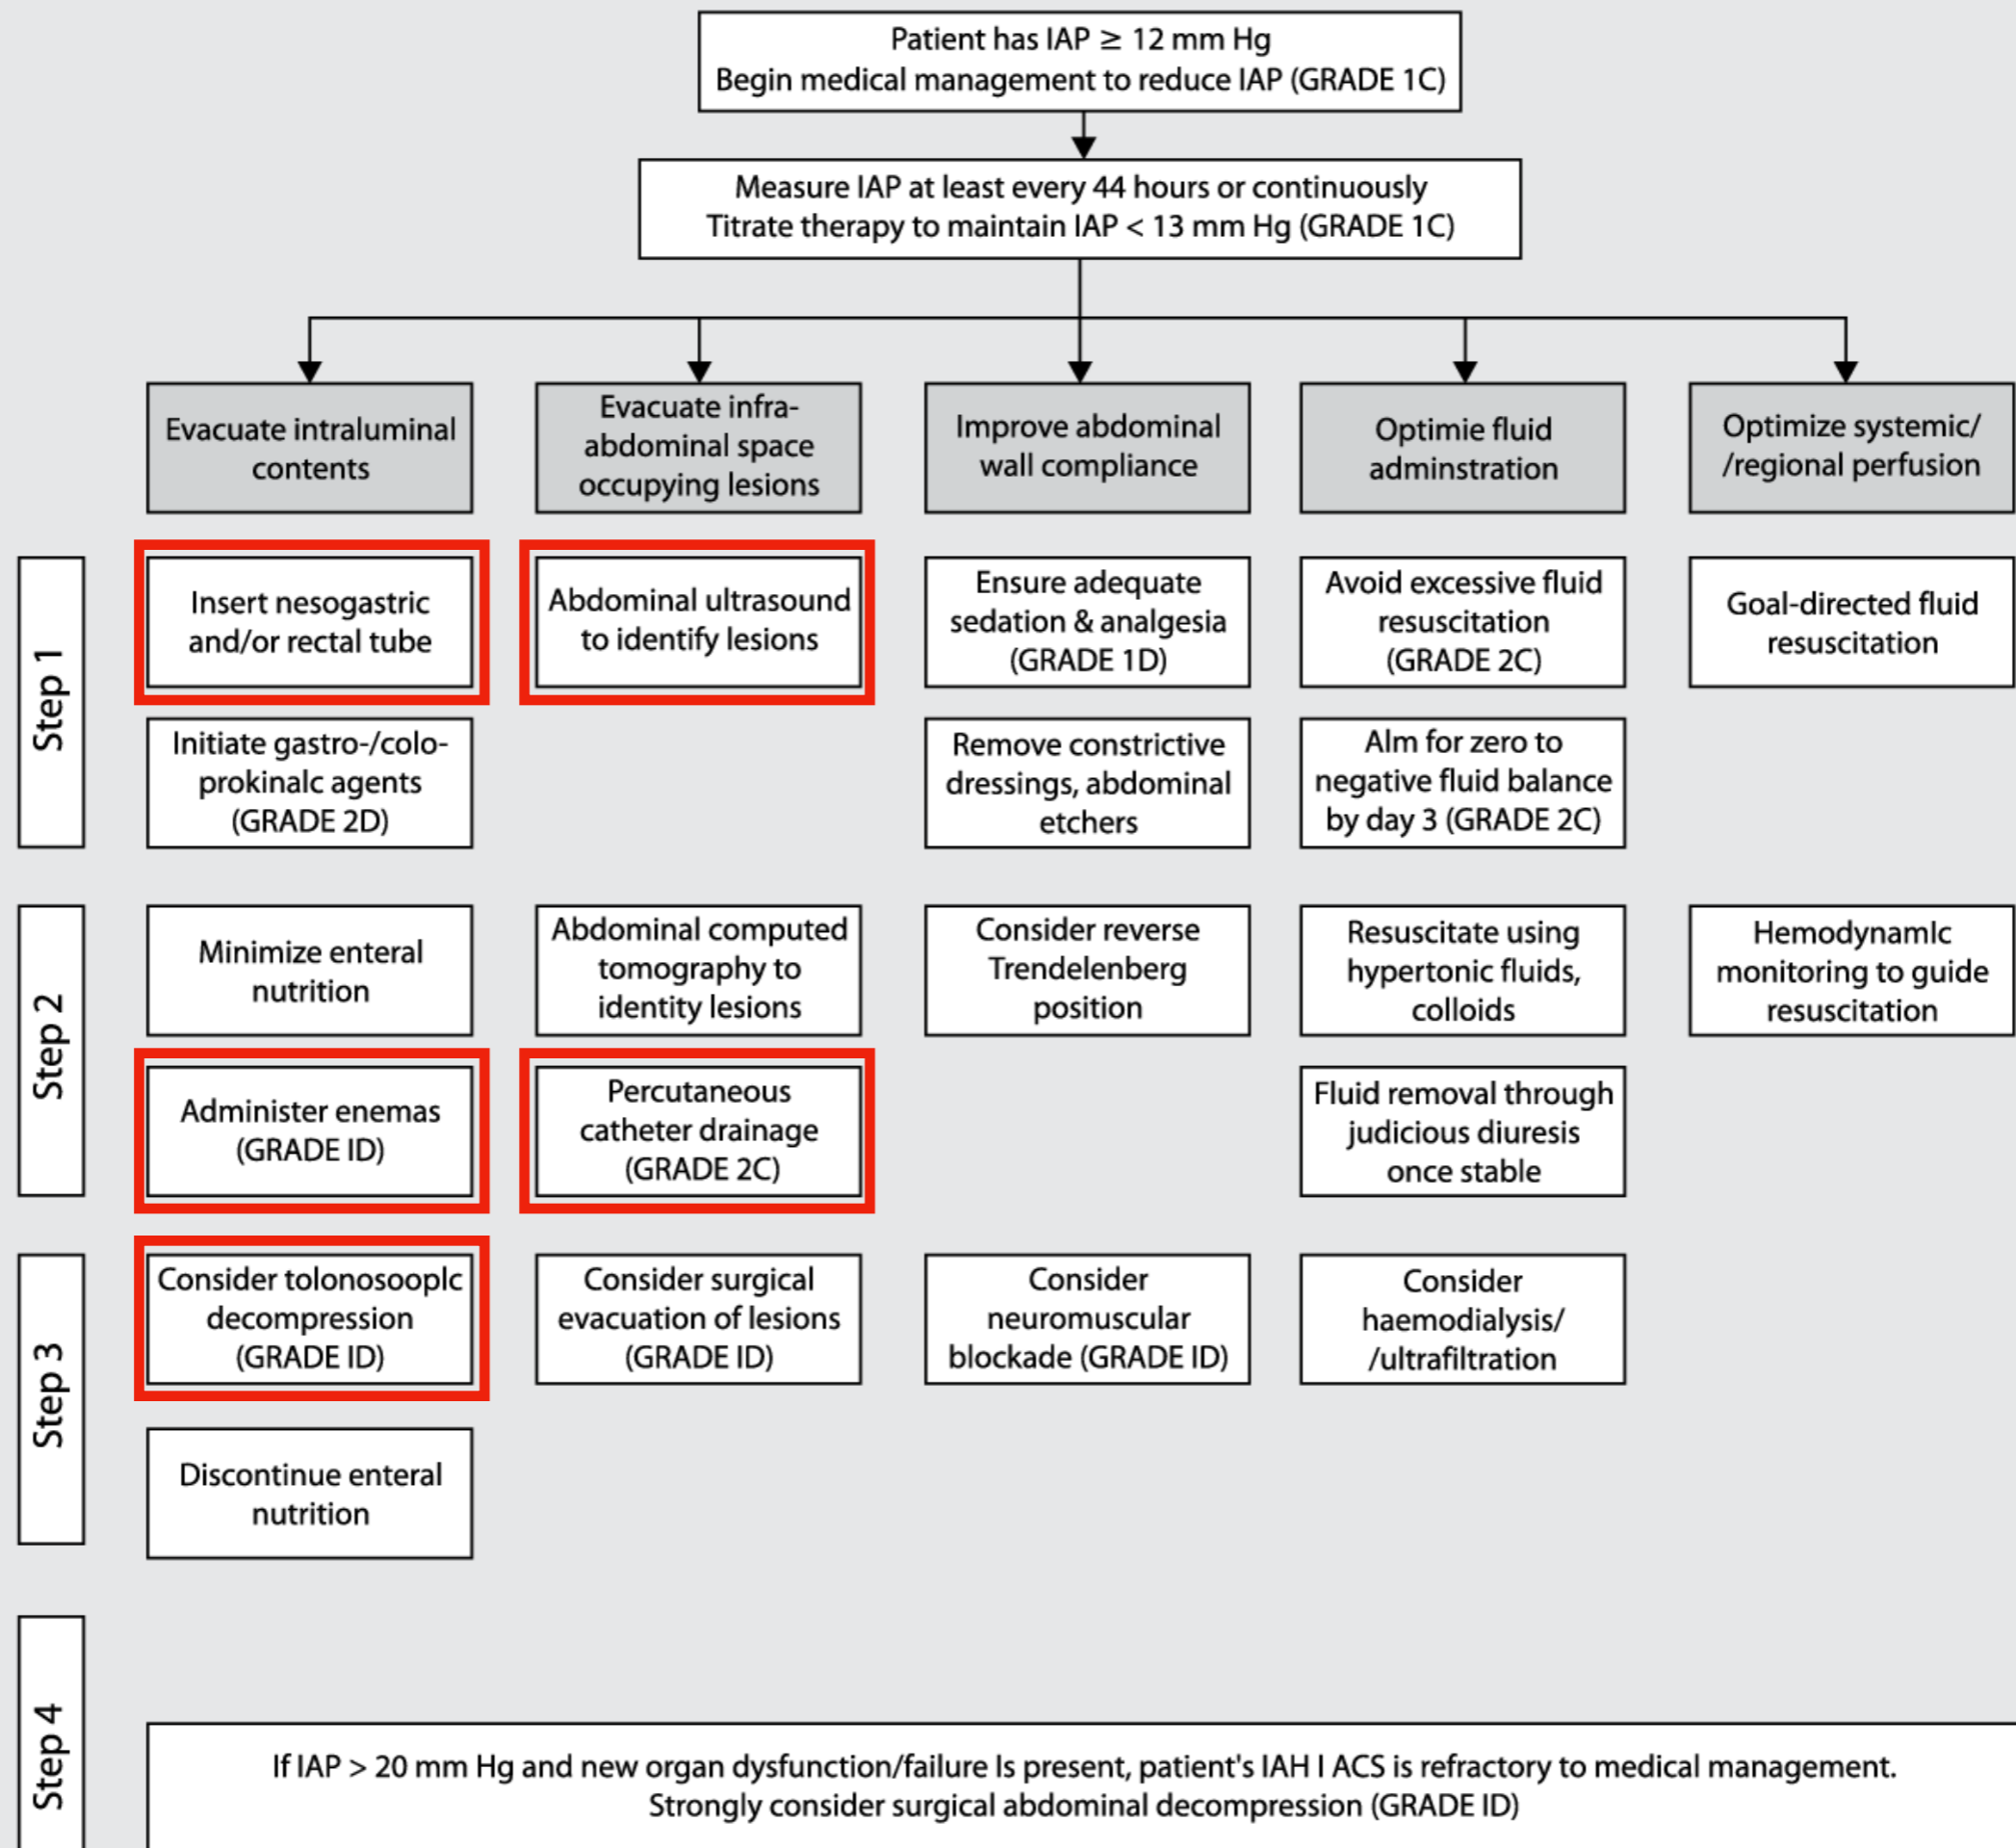 Patient has IAP ≥ 12 mm Hg
Begin medical management to reduce IAP (GRADE 1C)
Measure IAP at least every 44 hours or continuously
Titrate therapy to maintain IAP < 13 mm Hg (GRADE 1C)
Evacuate intraluminal
contents
Evacuate infra-
abdominal space
occupying lesions
Improve abdominal
wall compliance
Optimie fluid
adminstration
Optimize systemic/
/regional perfusion
Step 1
Insert nesogastric
and/or rectal tube
Abdominal ultrasound
to identify lesions
Ensure adequate
sedation & analgesia
(GRADE 1D)
Avoid excessive fluid
resuscitation
(GRADE 2C)
Goal-directed fluid
resuscitation
Initiate gastro-/colo-
prokinalc agents
(GRADE 2D)
Remove constrictive
dressings, abdominal
etchers
Alm for zero to
negative fluid balance
by day 3 (GRADE 2C)
Step 2
Minimize enteral
nutrition
Abdominal computed
tomography to
identity lesions
Consider reverse
Trendelenberg
position
Resuscitate using
hypertonic fluids,
colloids
Hemodynamlc
monitoring to guide
resuscitation
Administer enemas
(GRADE ID)
Percutaneous
catheter drainage
(GRADE 2C)
Fluid removal through
judicious diuresis
once stable
Step 3
Consider tolonosooplc
decompression
(GRADE ID)
Consider surgical
evacuation of lesions
(GRADE ID)
Consider
neuromuscular
blockade (GRADE ID)
Consider
haemodialysis/
/ultrafiltration
Discontinue enteral
nutrition
Step 4
If IAP > 20 mm Hg and new organ dysfunction/failure Is present, patient's IAH I ACS is refractory to medical management.
Strongly consider surgical abdominal decompression (GRADE ID)